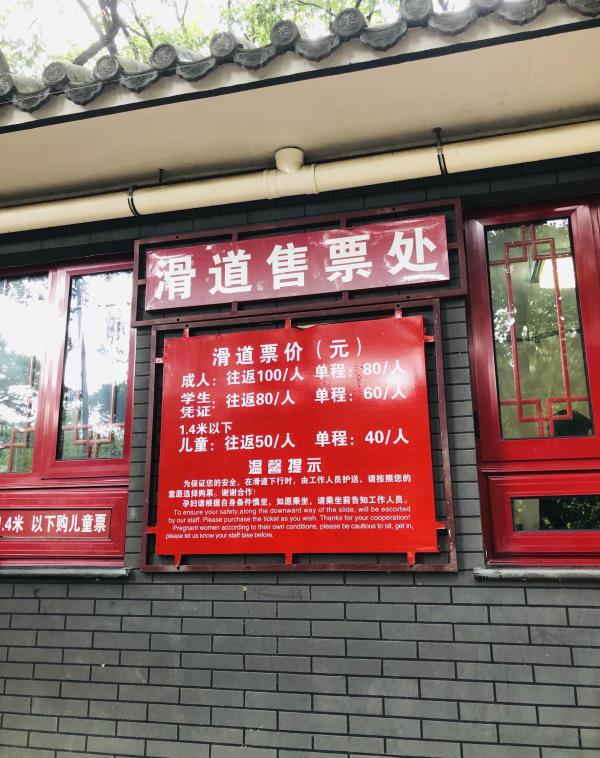 滑道售票处
滑道票价（元）
成人：往返100/人 单程：80/人
学生：往返80/人 单程：60/人
凭证：
1.4米以下
儿童：往返50/人 单程：40/人
温馨提示
为保证您的安全，在滑道下行时，由工作人员护送，请按照您的
意愿选择购票。谢谢合作！
孕妇请根据自身条件慎坐，如愿乘坐，请乘坐前告知工作人员。
To ensure your safety,along the downward way of the slide, will be escorted
by our staff. Please purchase the ticket as you wish. Thanks for your cooperation!
Pregnant women according to their own conditions, please be cautious to sit, get in,
please let us know your staff take before.
1.4米 以下购儿童票